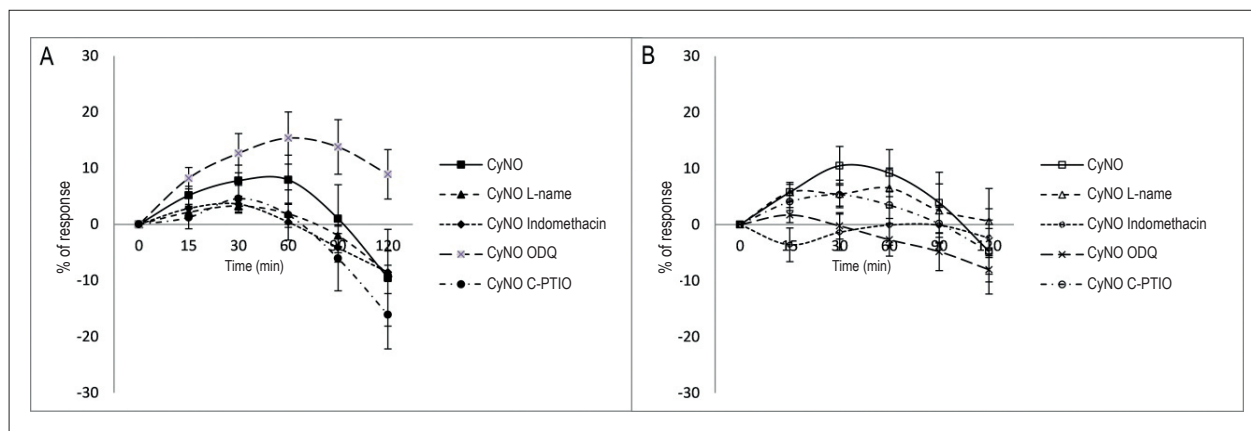 A
30
20
10
0
-10
-20
-30
% of response
0 15 30 60 90 120
Time (min)
CyNO
CyNO L-name
CyNO Indomethacin
CyNO ODQ
CyNO C-PTIO
B
30
20
10
0
-10
-20
-30
% of response
0 15 30 60 90 120
Time (min)
CyNO
CyNO L-name
CyNO Indomethacin
CyNO ODQ
CyNO C-PTIO